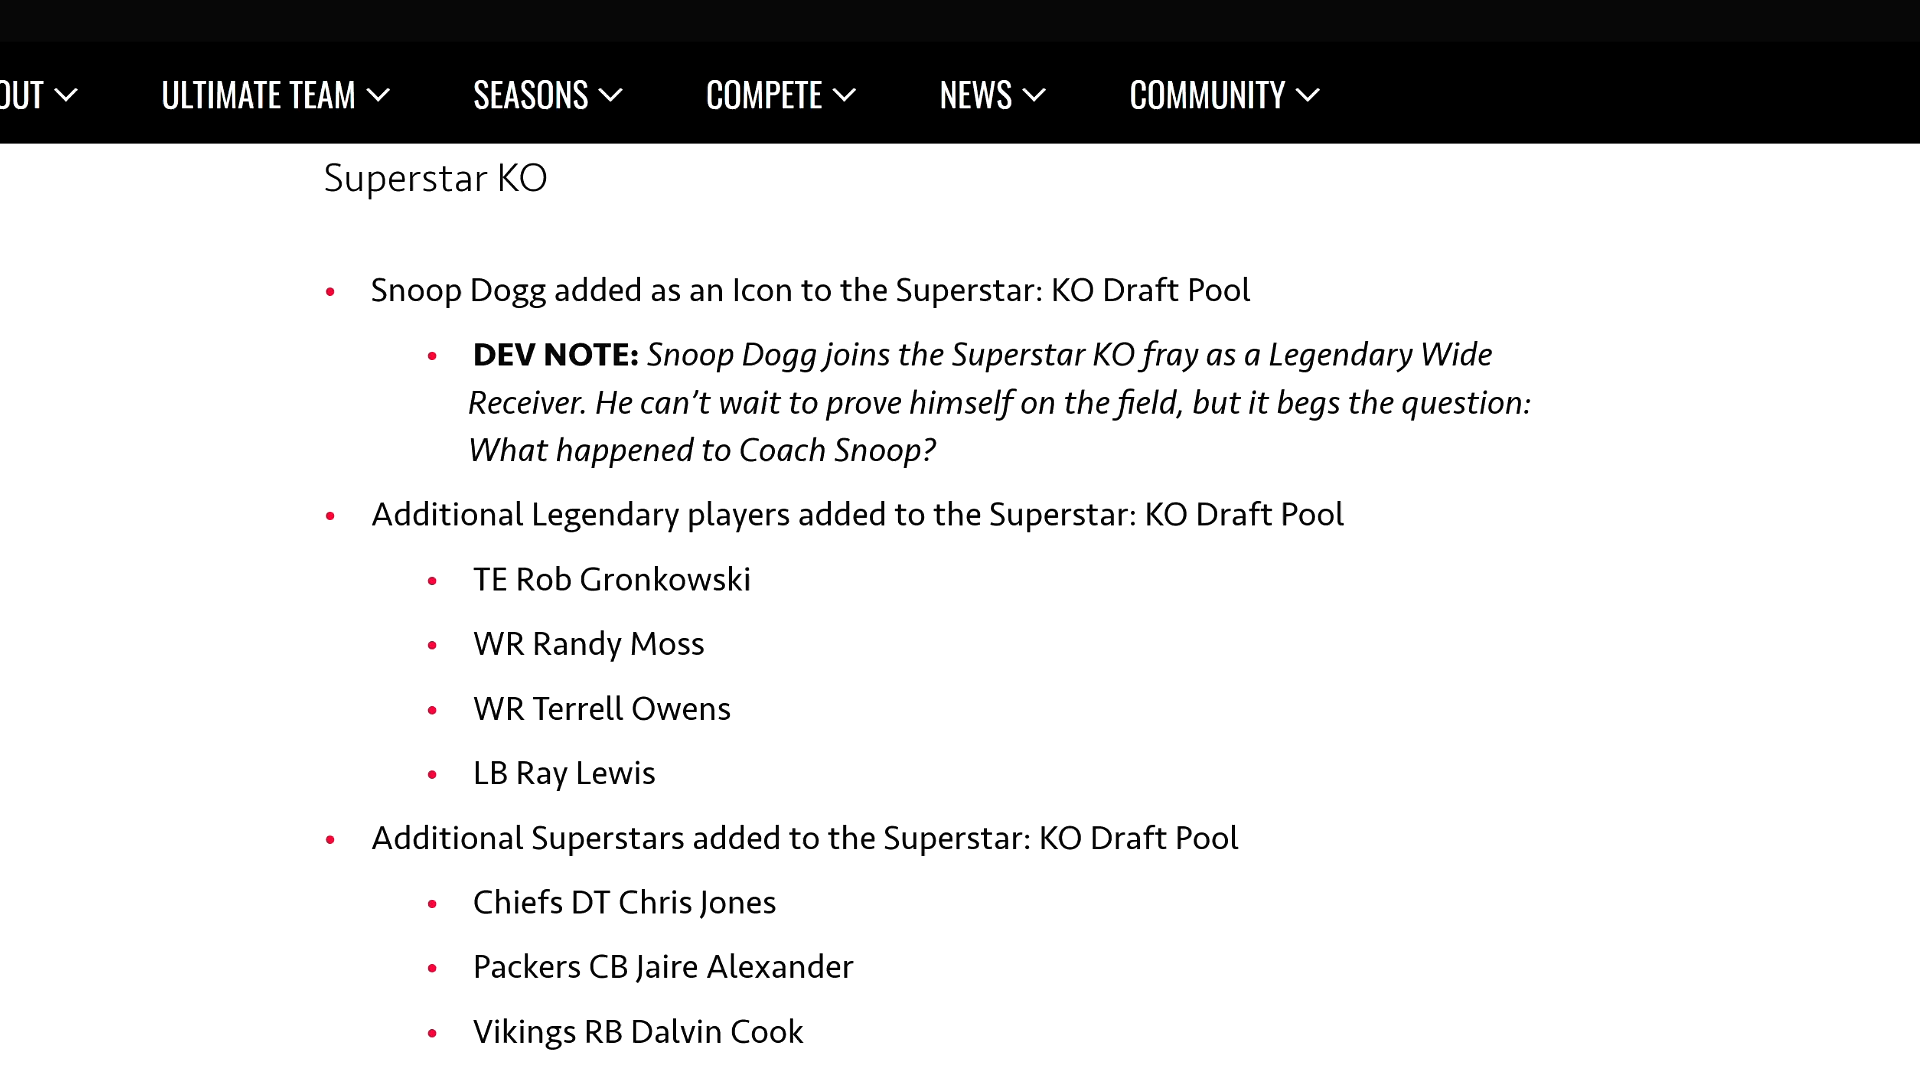 OUT
ULTIMATE TEAM
SEASONS
COMPETE
NEWS
COMMUNITY
Superstar KO
Snoop Dogg added as an Icon to the Superstar: KO Draft Pool
DEV NOTE: Snoop Dogg joins the Superstar KO fray as a Legendary Wide
Receiver. He can’t wait to prove himself on the field, but it begs the question:
What happened to Coach Snoop?
Additional Legendary players added to the Superstar: KO Draft Pool
TE Rob Gronkowski
WR Randy Moss
WR Terrell Owens
LB Ray Lewis
Additional Superstars added to the Superstar: KO Draft Pool
Chiefs DT Chris Jones
Packers CB Jaire Alexander
Vikings RB Dalvin Cook